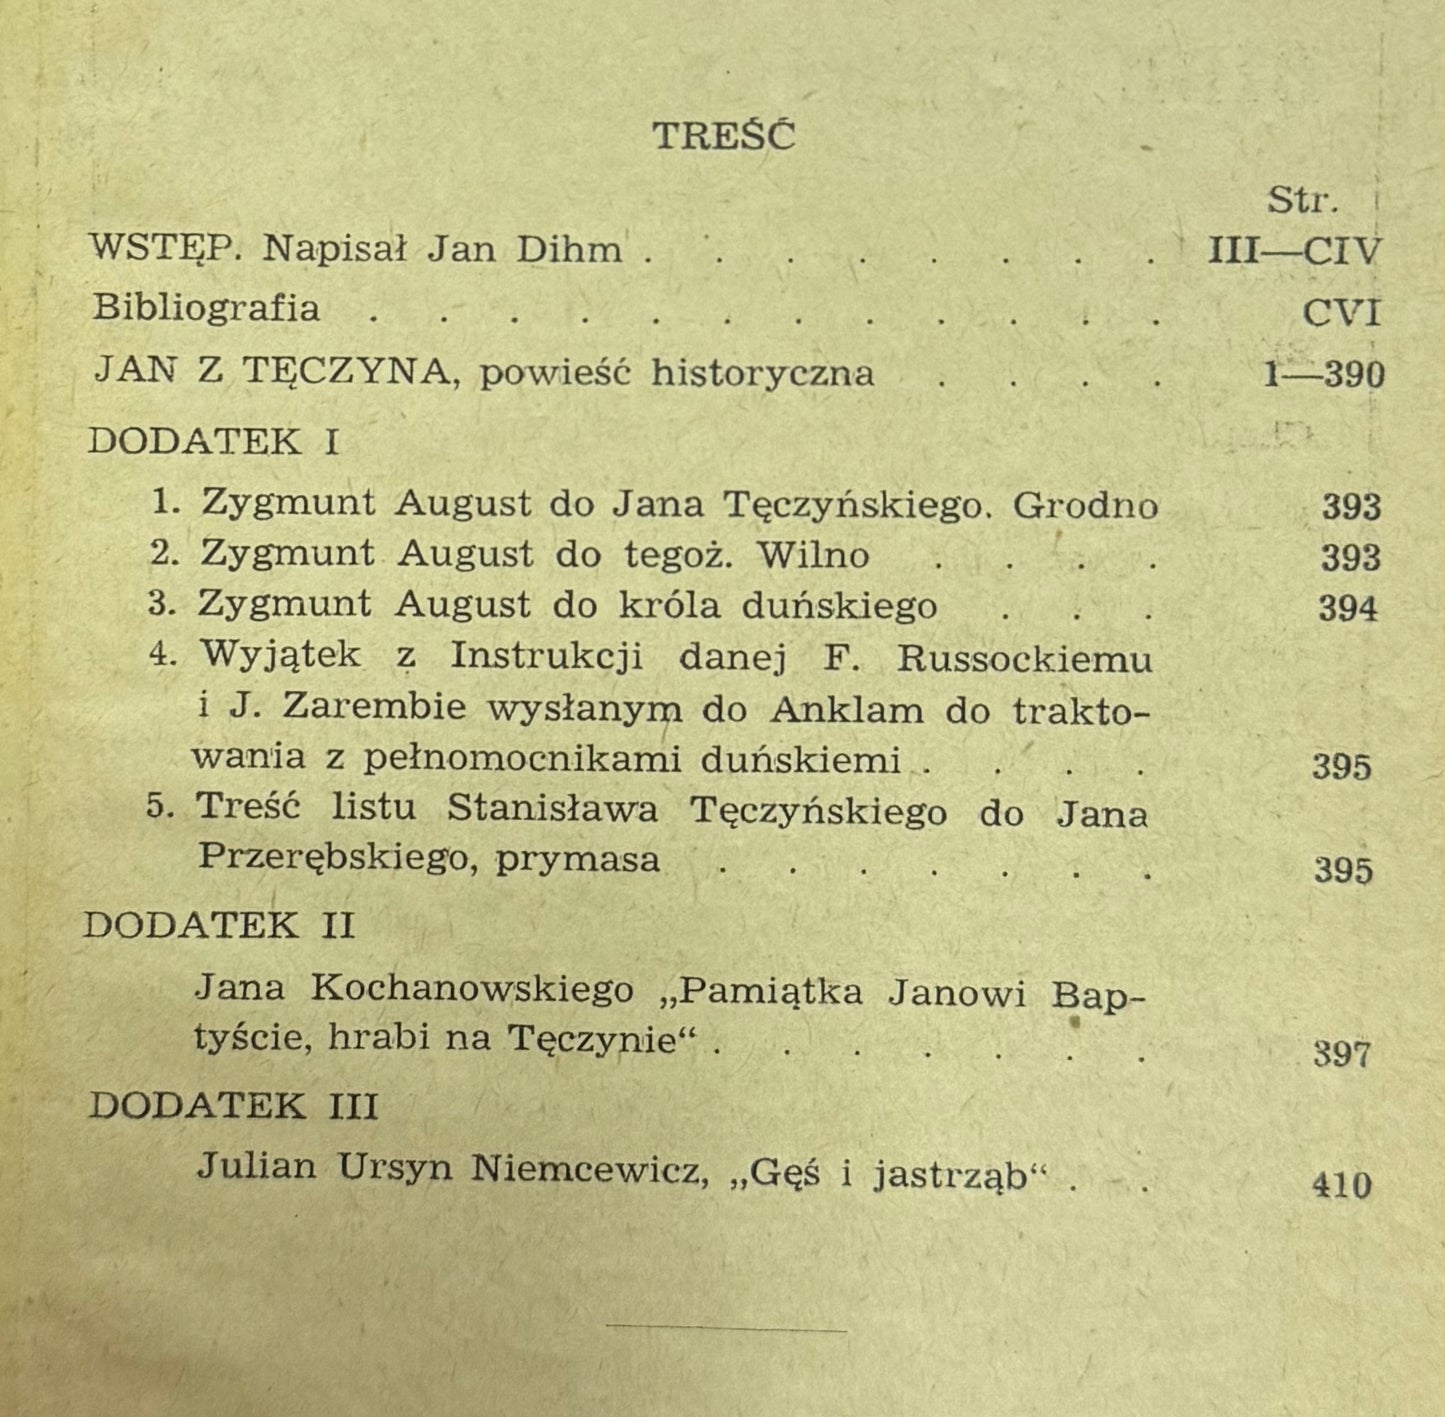 TREŚĆ
Str.
WSTĘP. Napisał Jan Dihm . . . . . . . . III—CIV
Bibliografia . . . . . . . . . . . . CVI
JAN Z TĘCZYNA, powieść historyczna . . . . 1—390
DODATEK I
1. Zygmunt August do Jana Tęczyńskiego. Grodno 393
2. Zygmunt August do tegoż. Wilno . . . . 393
3. Zygmunt August do króla duńskiego . . . 394
4. Wyjątek z Instrukcji danej F. Russockiemu
i J. Zarembie wysłanym do Anklam do trakto-
wania z pełnomocnikami duńskiemi . . . . 395
5. Treść listu Stanisława Tęczyńskiego do Jana
Przerębskiego, prymasa . . . . . . . 395
DODATEK II
Jana Kochanowskiego „Pamiątka Janowi Bap-
tyście, hrabi na Tęczynie“ . . . . . . . 397
DODATEK III
Julian Ursyn Niemcewicz, „Gęś i jastrząb“ . . 410